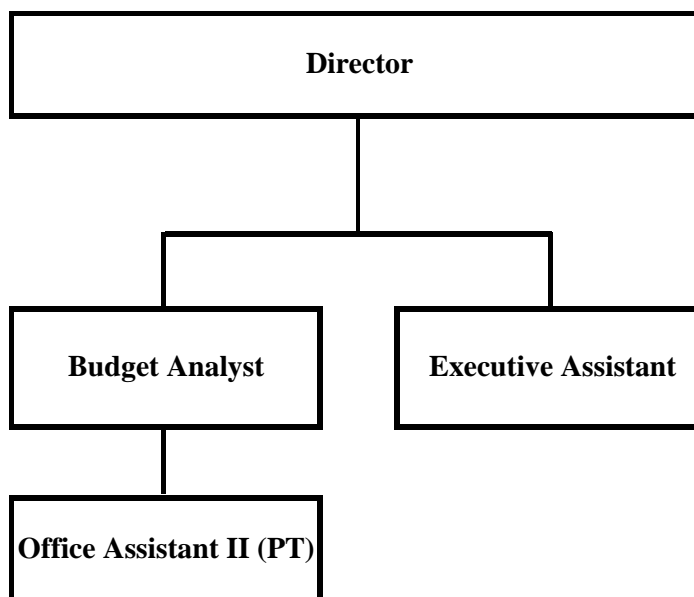 Director
Budget Analyst
Executive Assistant
Office Assistant II (PT)